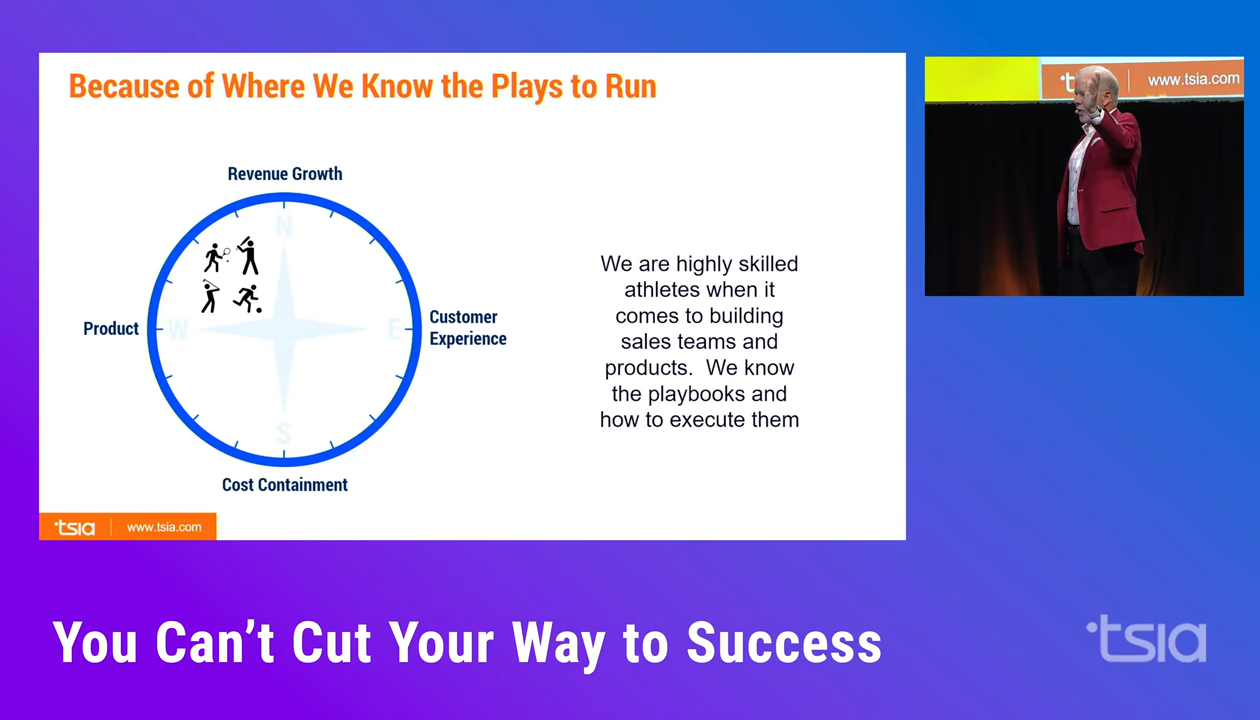 Because of Where We Know the Plays to Run
Revenue Growth
N
Product
W
E
Customer
Experience
S
Cost Containment
We are highly skilled
athletes when it
comes to building
sales teams and
products. We know
the playbooks and
how to execute them
tsia
www.tsia.com
t
www.tsia.com
You Can't Cut Your Way to Success
tsia